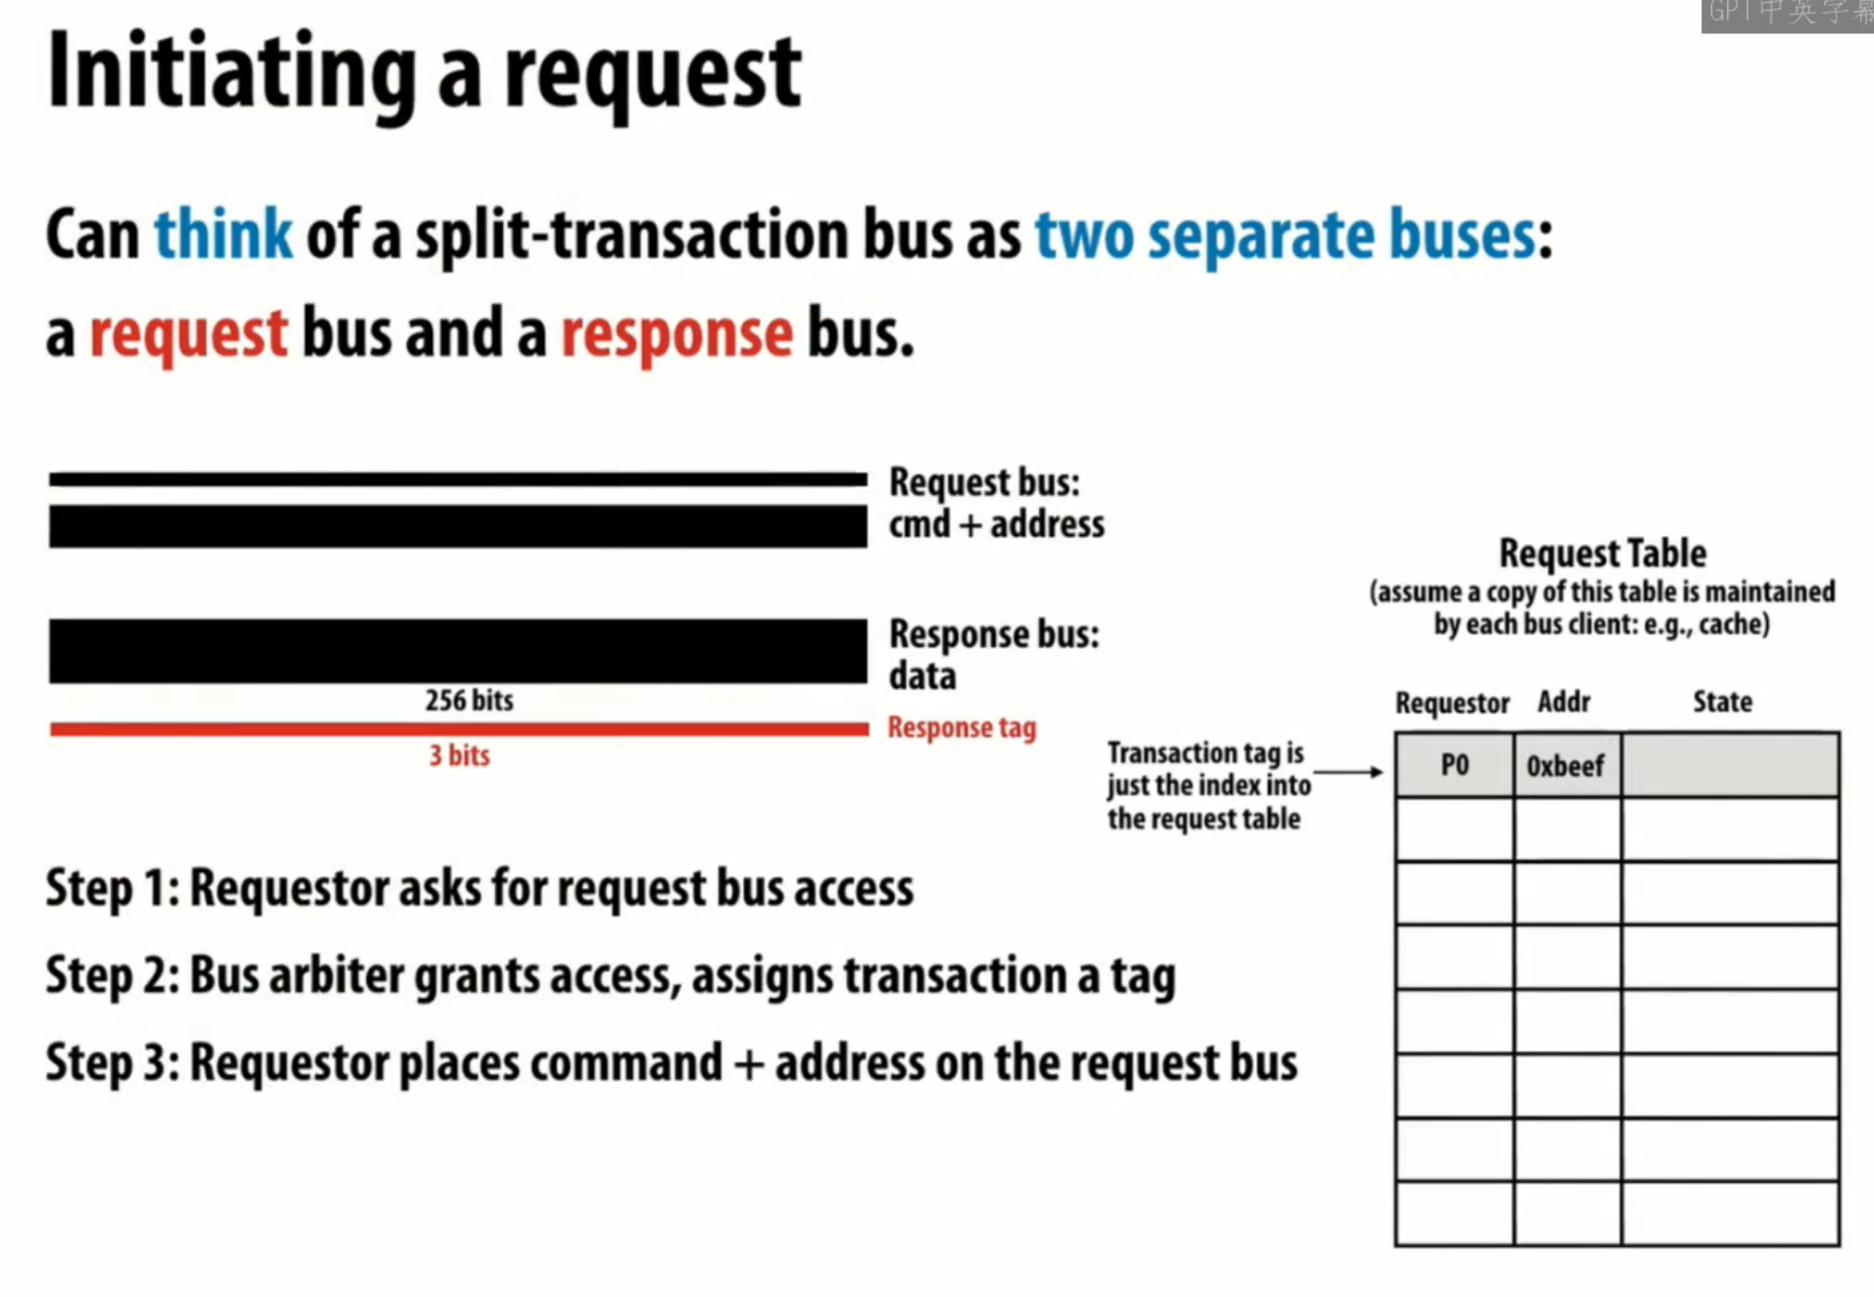 GPT中英字幕
Initiating a request
Can think of a split-transaction bus as two separate buses:
a request bus and a response bus.
Request bus:
cmd + address
Response bus:
data
256 bits
Response tag
3 bits
Request Table
(assume a copy of this table is maintained
by each bus client: e.g., cache)
Requestor Addr State
P0 0xbeef
Transaction tag is
just the index into
the request table
Step 1: Requestor asks for request bus access
Step 2: Bus arbiter grants access, assigns transaction a tag
Step 3: Requestor places command + address on the request bus